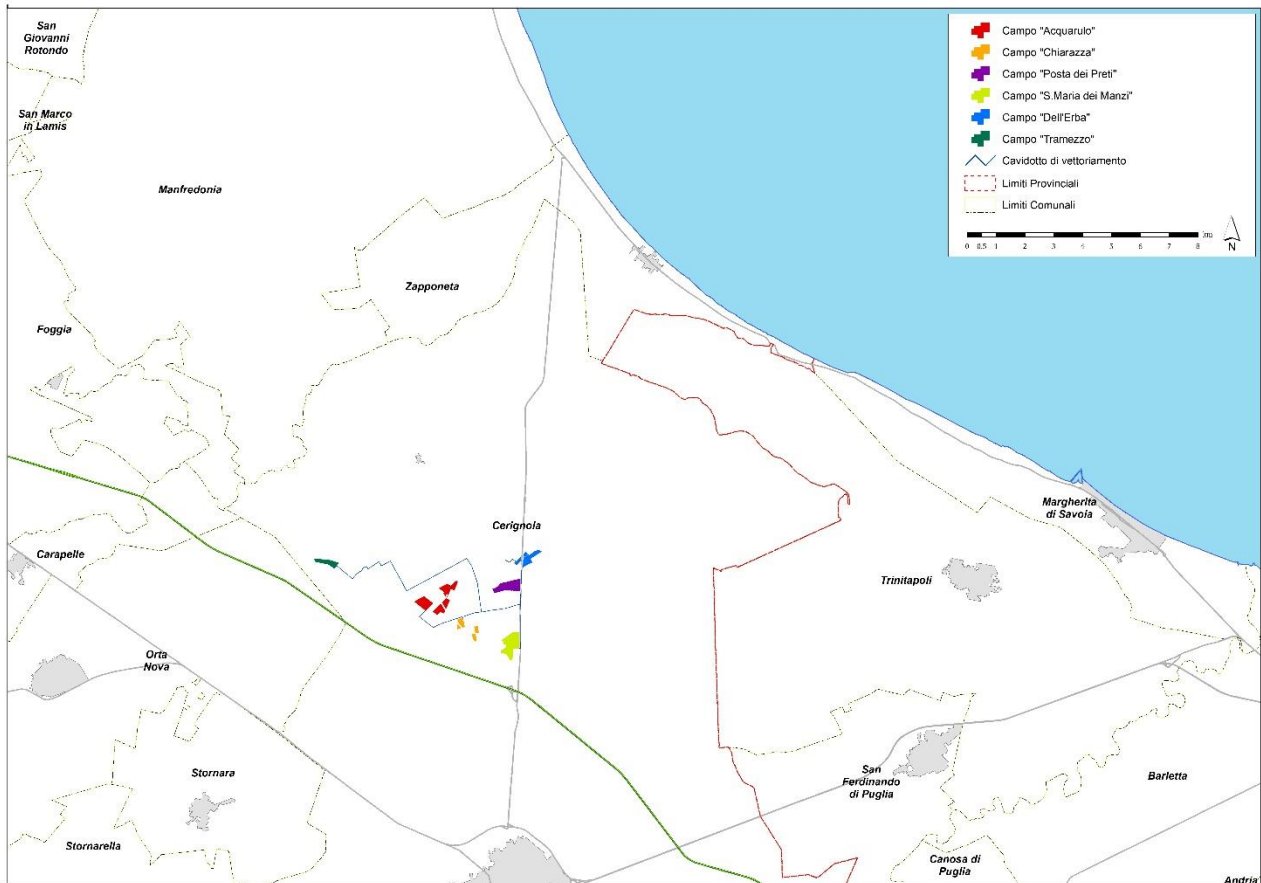 San
Giovanni
Rotondo
San Marco
in Lamis
Manfredonia
Zapponeta
Foggia
Cerignola
Margherita
di Savoia
Carapelle
Trinitapoli
Orta
Nova
Stornara
San
Ferdinando
di Puglia
Barletta
Stornarella
Canosa di
Puglia
Andria
Campo "Acquarulo"
Campo "Chiarazza"
Campo "Posta dei Preti"
Campo "S.Maria dei Manzi"
Campo "Dell'Erba"
Campo "Tramezzo"
Cavidotto di vettoriamento
Limiti Provinciali
Limiti Comunali
0 0.5 1 2 3 4 5 6 7 8 km
N